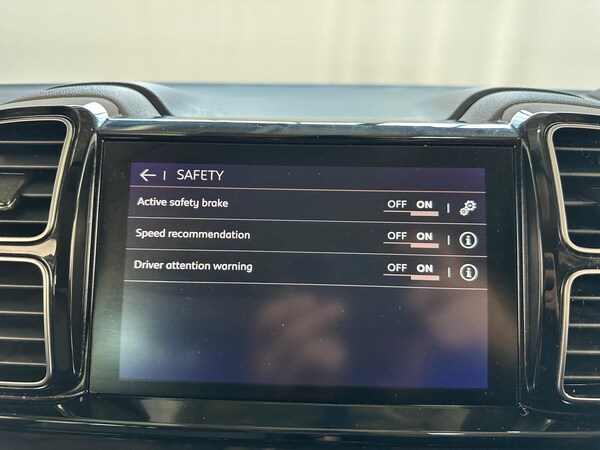 SAFETY
Active safety brake OFF ON
Speed recommendation OFF ON
Driver attention warning OFF ON